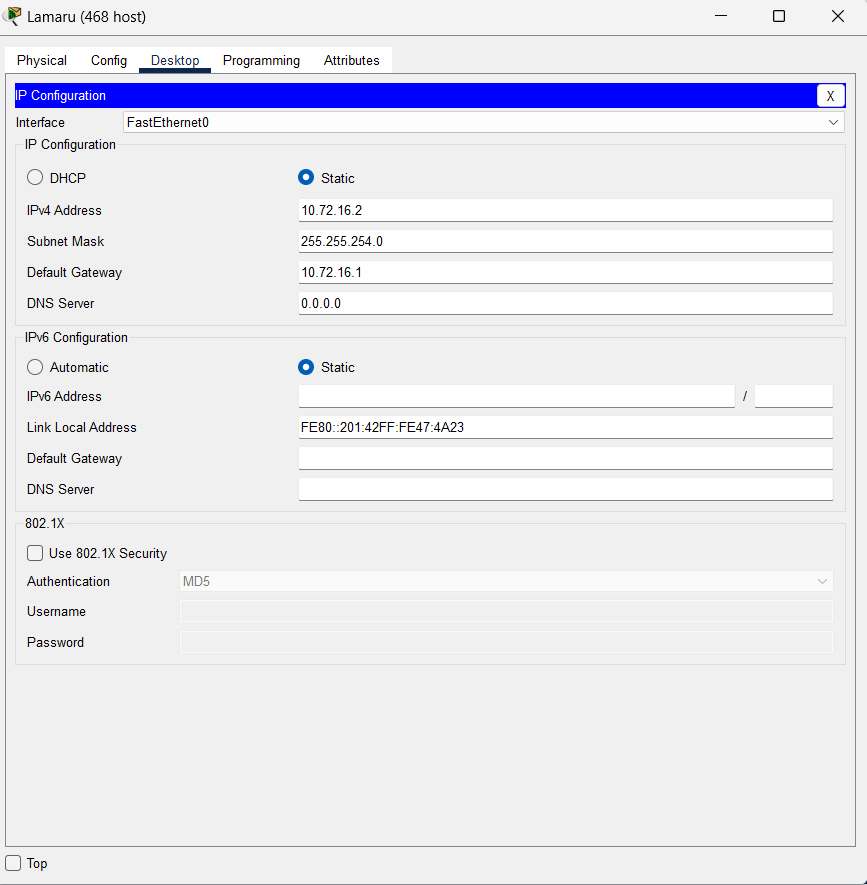 Lamaru (468 host)
Physical Config Desktop Programming Attributes
IP Configuration X
Interface FastEthernet0
IP Configuration
DHCP Static
IPv4 Address 10.72.16.2
Subnet Mask 255.255.254.0
Default Gateway 10.72.16.1
DNS Server 0.0.0.0
IPv6 Configuration
Automatic Static
IPv6 Address /
Link Local Address FE80::201:42FF:FE47:4A23
Default Gateway
DNS Server
802.1X
Use 802.1X Security
Authentication MD5
Username
Password
Top